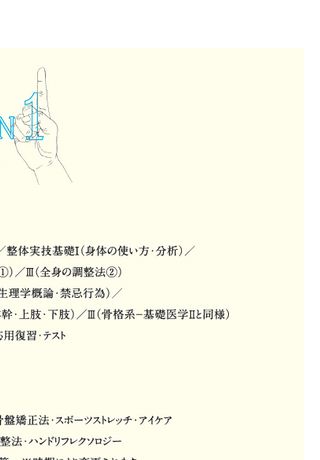 N1
／整体実技基礎Ⅰ(身体の使い方・分析)／
①)／Ⅲ(全身の調整法②)
生理学概論・禁忌行為)／
幹・上肢・下肢)／Ⅲ(骨格系−基礎医学Ⅱと同様)
応用復習・テスト
骨盤矯正法・スポーツストレッチ・アイケア
整法・ハンドリフレクソロジー